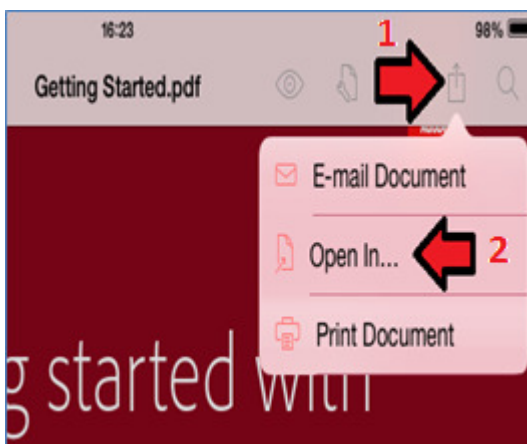 16:23
1
98%
Getting Started.pdf
E-mail Document
Open In...
2
Print Document
g started with